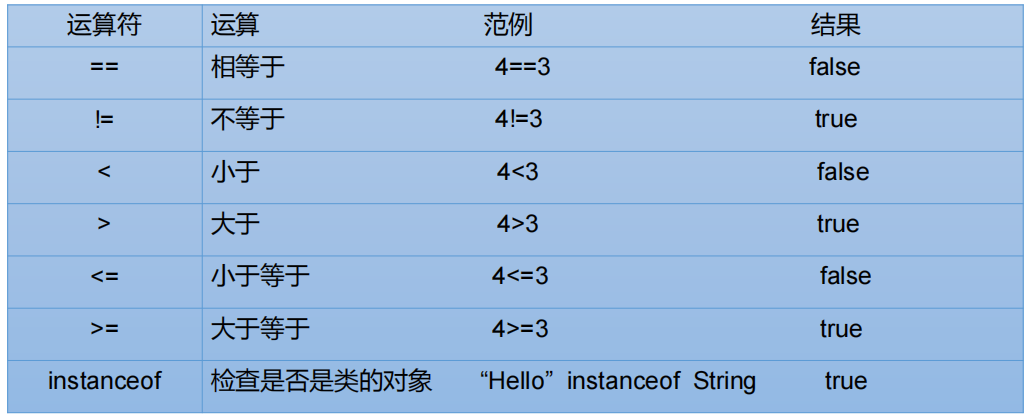 运算符 运算 范例 结果
== 相等于 4==3 false
!= 不等于 4!=3 true
< 小于 4<3 false
> 大于 4>3 true
<= 小于等于 4<=3 false
>= 大于等于 4>=3 true
instanceof 检查是否是类的对象 “Hello” instanceof String true